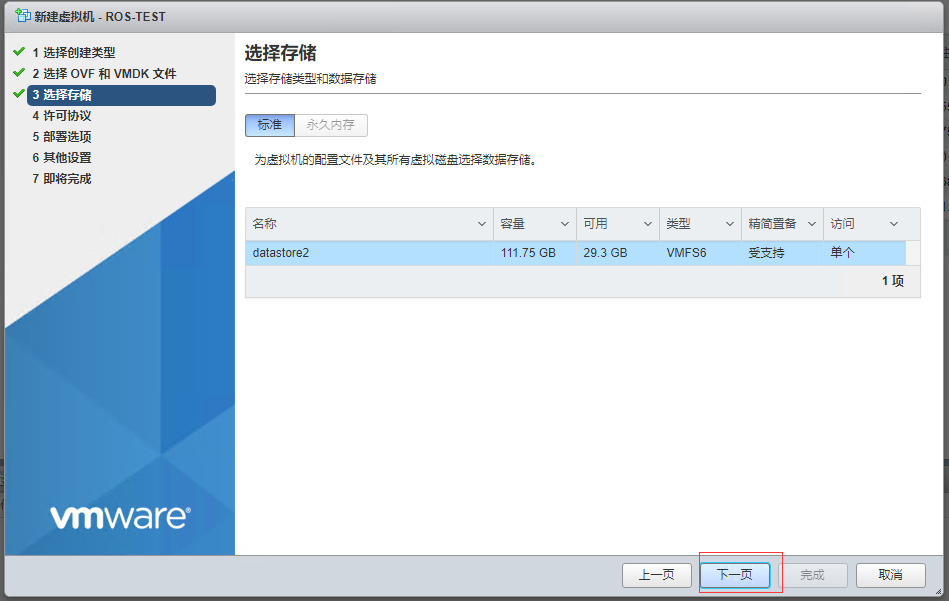 新建虚拟机 - ROS-TEST
1 选择创建类型
2 选择 OVF 和 VMDK 文件
3 选择存储
4 许可协议
5 部署选项
6 其他设置
7 即将完成
vmware®
选择存储
选择存储类型和数据存储
标准 永久内存
为虚拟机的配置文件及其所有虚拟磁盘选择数据存储。
名称 容量 可用 类型 精简置备 访问
datastore2 111.75 GB 29.3 GB VMFS6 受支持 单个
1 项
上一页 下一页 完成 取消